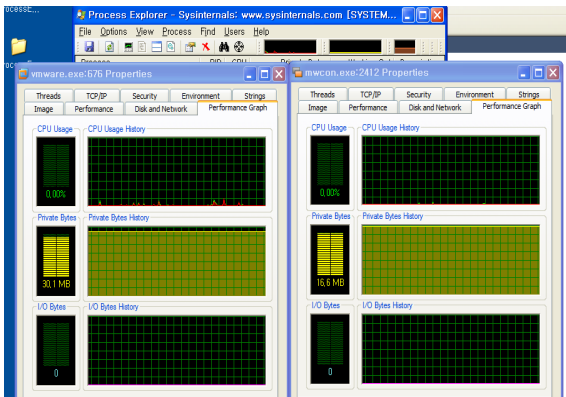 Process Explorer - Sysinternals: www.sysinternals.com [SYSTEM...
File Options View Process Find Users Help
Process PID CPU
vmware.exe:676 Properties
Threads TCP/IP Security Environment Strings
Image Performance Disk and Network Performance Graph
CPU Usage CPU Usage History
0,00%
Private Bytes Private Bytes History
30,1 MB
I/O Bytes I/O Bytes History
0
mwcon.exe:2412 Properties
Threads TCP/IP Security Environment Strings
Image Performance Disk and Network Performance Graph
CPU Usage CPU Usage History
0,00%
Private Bytes Private Bytes History
16,6 MB
I/O Bytes I/O Bytes History
0